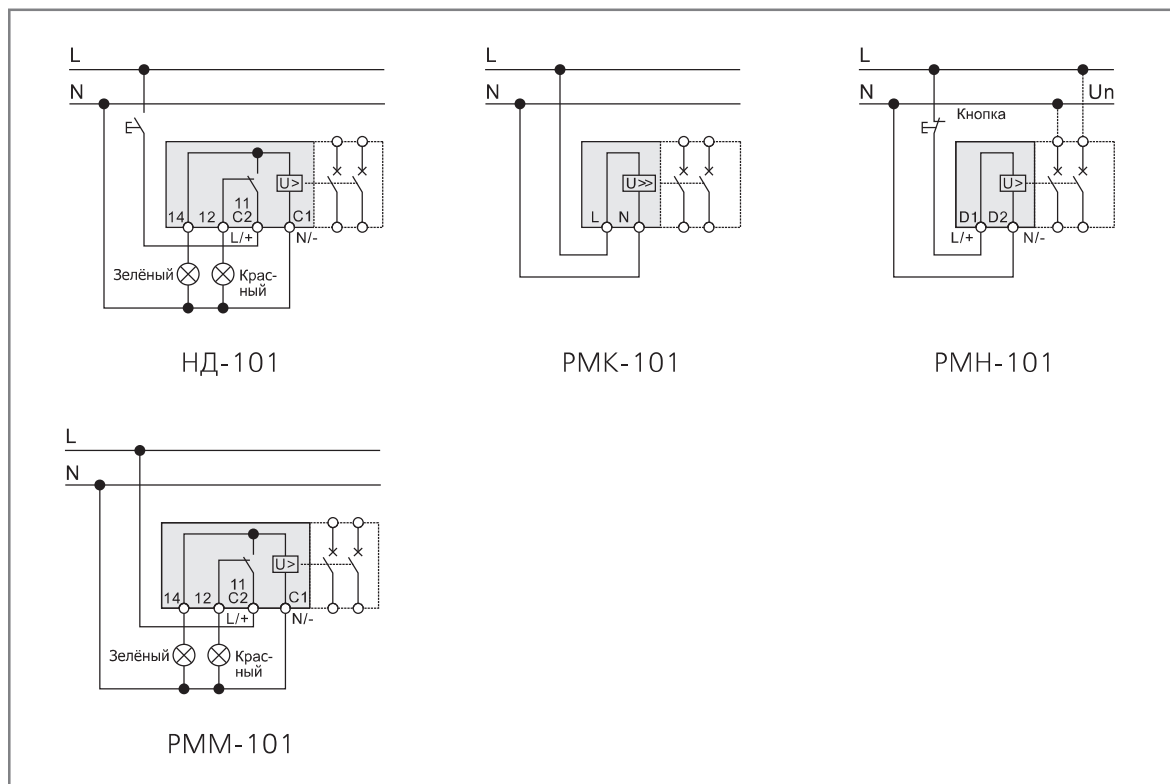 L
N
U>
11
14 12 C2 C1
L/+ N/-
Зелёный
Крас-
ный
НД-101
L
N
U>>
L N
РМК-101
L
N
Un
Кнопка
U>
D1 D2
L/+ N/-
РМН-101
L
N
U>
11
14 12 C2 C1
L/+ N/-
Зелёный
Крас-
ный
РММ-101